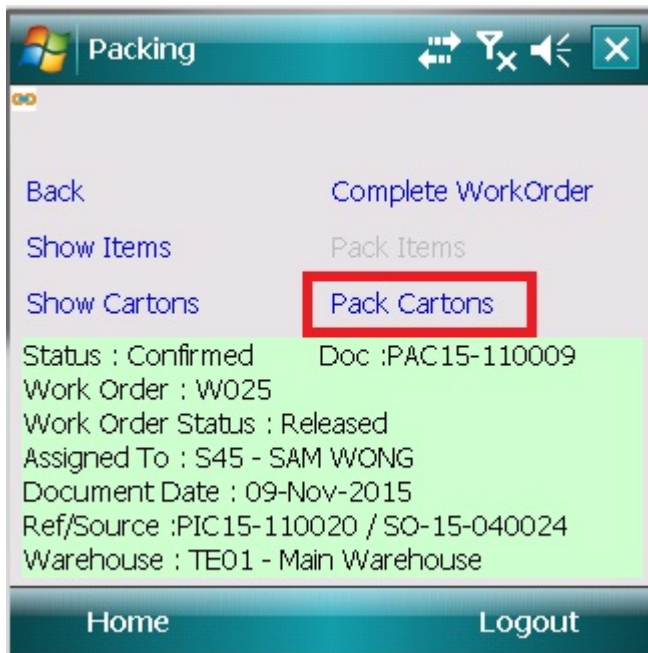 Packing
Back Complete WorkOrder
Show Items Pack Items
Show Cartons Pack Cartons
Status : Confirmed Doc :PAC15-110009
Work Order : W025
Work Order Status : Released
Assigned To : S45 - SAM WONG
Document Date : 09-Nov-2015
Ref/Source :PIC15-110020 / SO-15-040024
Warehouse : TE01 - Main Warehouse
Home Logout